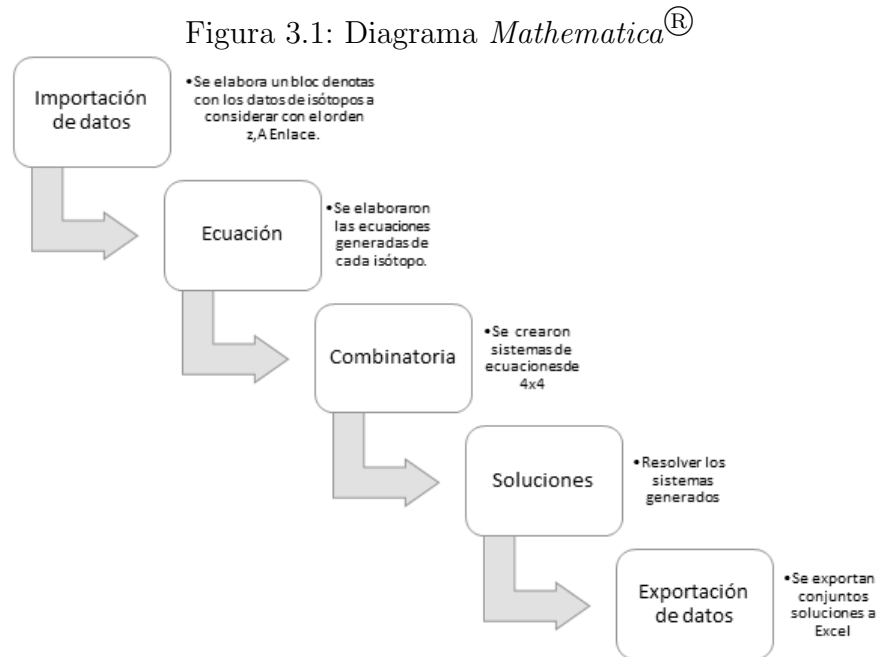 Figura 3.1: Diagrama Mathematica®
Importación
de datos
•Se elabora un bloc denotas
con los datos de isótopos a
considerar con el orden
z,A Enlace.
Ecuación
•Se elaboraron
las ecuaciones
generadas de
cada isótopo.
Combinatoria
•Se crearon
sistemas de
ecuacionesde
4x4
Soluciones
•Resolver los
sistemas
generados
Exportación
de datos
•Se exportan
conjuntos
soluciones a
Excel